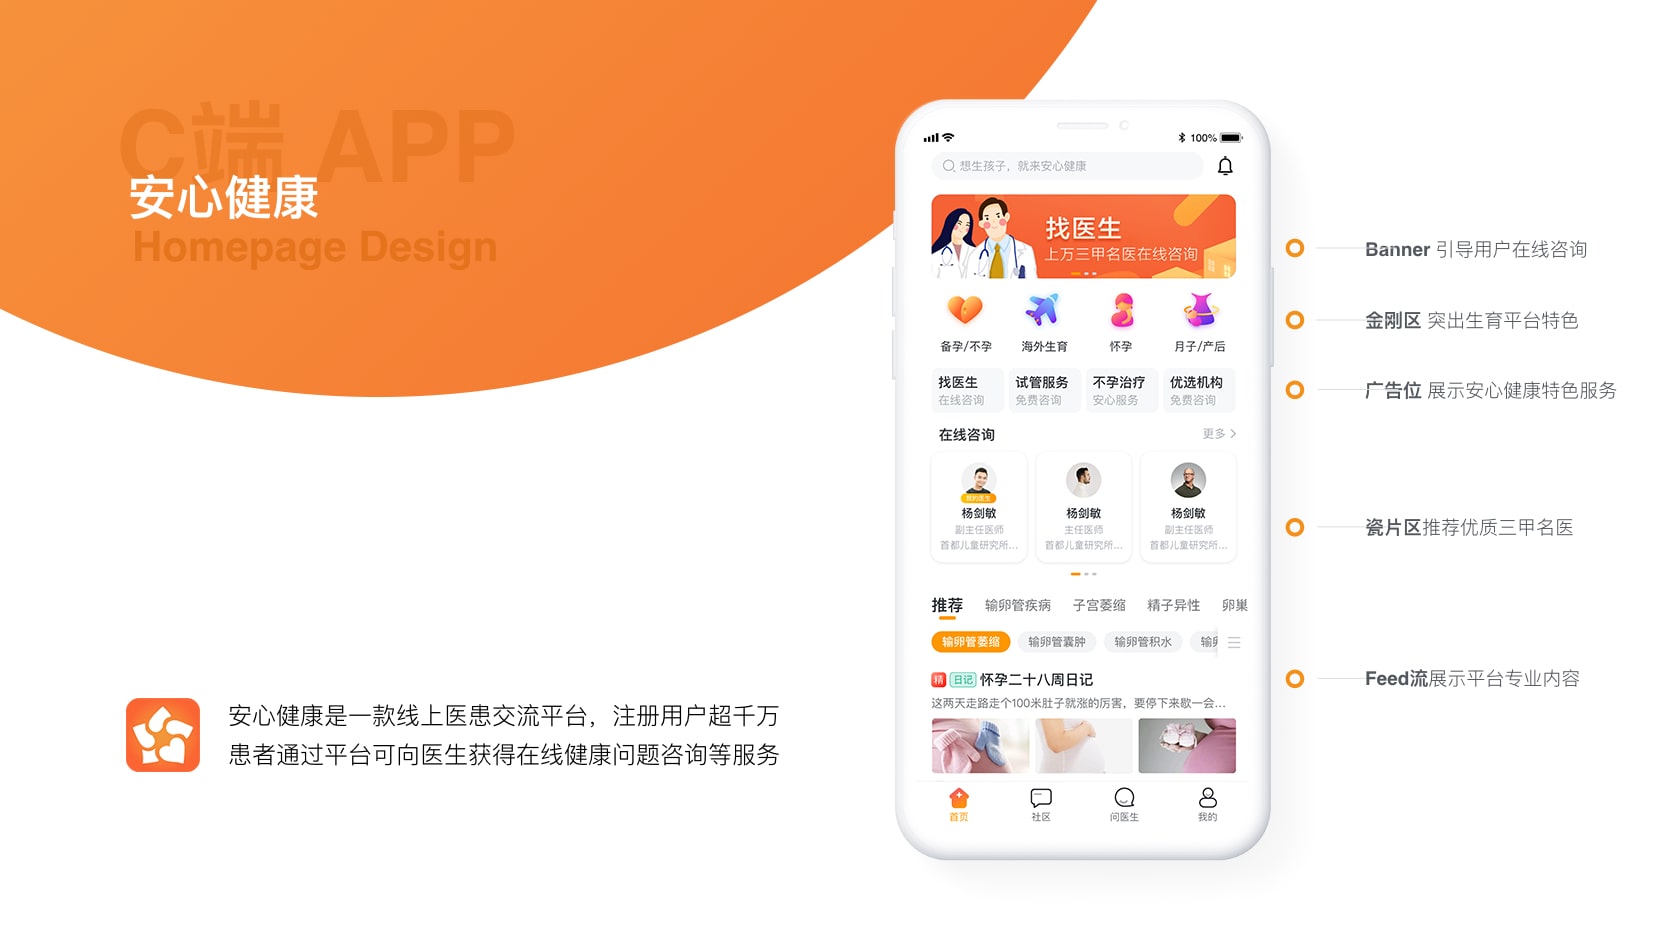 C端 APP
安心健康
Homepage Design
安心健康是一款线上医患交流平台，注册用户超千万
患者通过平台可向医生获得在线健康问题咨询等服务
100%
想生孩子，就来安心健康
找医生
上万三甲名医在线咨询
备孕/不孕 海外生育 怀孕 月子/产后
找医生 试管服务 不孕治疗 优选机构
在线咨询 免费咨询 安心服务 免费咨询
在线咨询 更多
我的医生
杨剑敏 杨剑敏 杨剑敏
副主任医师 主任医师 副主任医师
首都儿童研究所... 首都儿童研究所... 首都儿童研究所...
推荐 输卵管疾病 子宫萎缩 精子异性 卵巢
输卵管萎缩 输卵管囊肿 输卵管积水 输卵
精 日记 怀孕二十八周日记
这两天走路走个100米肚子就涨的厉害，要停下来歇一会...
首页 社区 问医生 我的
Banner 引导用户在线咨询
金刚区 突出生育平台特色
广告位 展示安心健康特色服务
瓷片区推荐优质三甲名医
Feed流展示平台专业内容